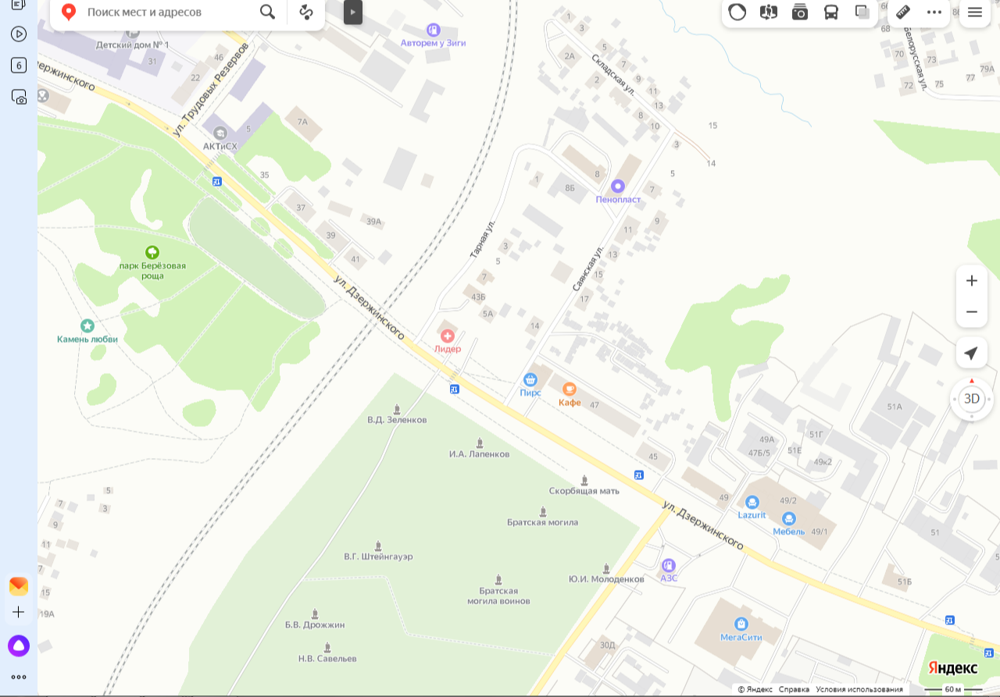 Поиск мест и адресов
6
Детский дом № 1
31
46
22
Авторем у Зиги
2А
3
5
7
9
11
13
2
8
10
15
3
14
Складская ул.
68
70
73
79А
77
75
72
Белорусская ул.
ул. Трудовых Резервов
АКТиСХ
5
7А
35
37
39А
39
41
1
8Б
8
Пенопласт
5
7
9
11
13
15
17
Тарная ул.
Саянская ул.
3
5
7
43Б
5А
14
парк Берёзовая
роща
Камень любви
ул. Дзержинского
Лидер
Пирс
Кафе
47
45
В.Д. Зеленков
И.А. Лапенков
Скорбящая мать
Братская могила
В.Г. Штейнгауэр
Ю.И. Молоденков
Братская
могила воинов
Б.В. Дрожжин
Н.В. Савельев
5
3
7
9
11
7
15
19А
49А
47Б/5
51Г
51Е
49к2
51А
49
49/2
49/1
Lazurit
Мебель
51
51Б
ул. Дзержинского
АЗС
МегаСити
30Д
3D
Яндекс
© Яндекс Справка Условия использования
60 м